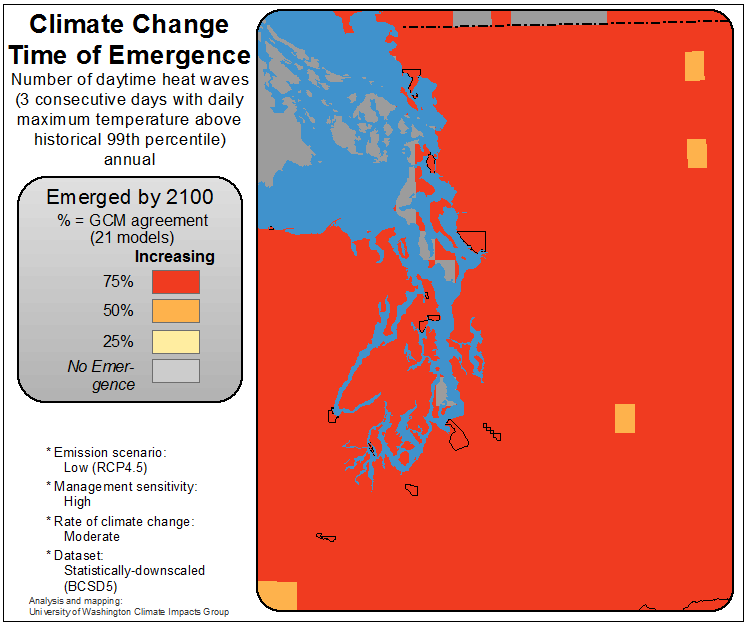 Climate Change
Time of Emergence
Number of daytime heat waves
(3 consecutive days with daily
maximum temperature above
historical 99th percentile)
annual
Emerged by 2100
% = GCM agreement
(21 models)
Increasing
75%
50%
25%
No Emer-
gence
* Emission scenario:
Low (RCP4.5)
* Management sensitivity:
High
* Rate of climate change:
Moderate
* Dataset:
Statistically-downscaled
(BCSD5)
Analysis and mapping:
University of Washington Climate Impacts Group